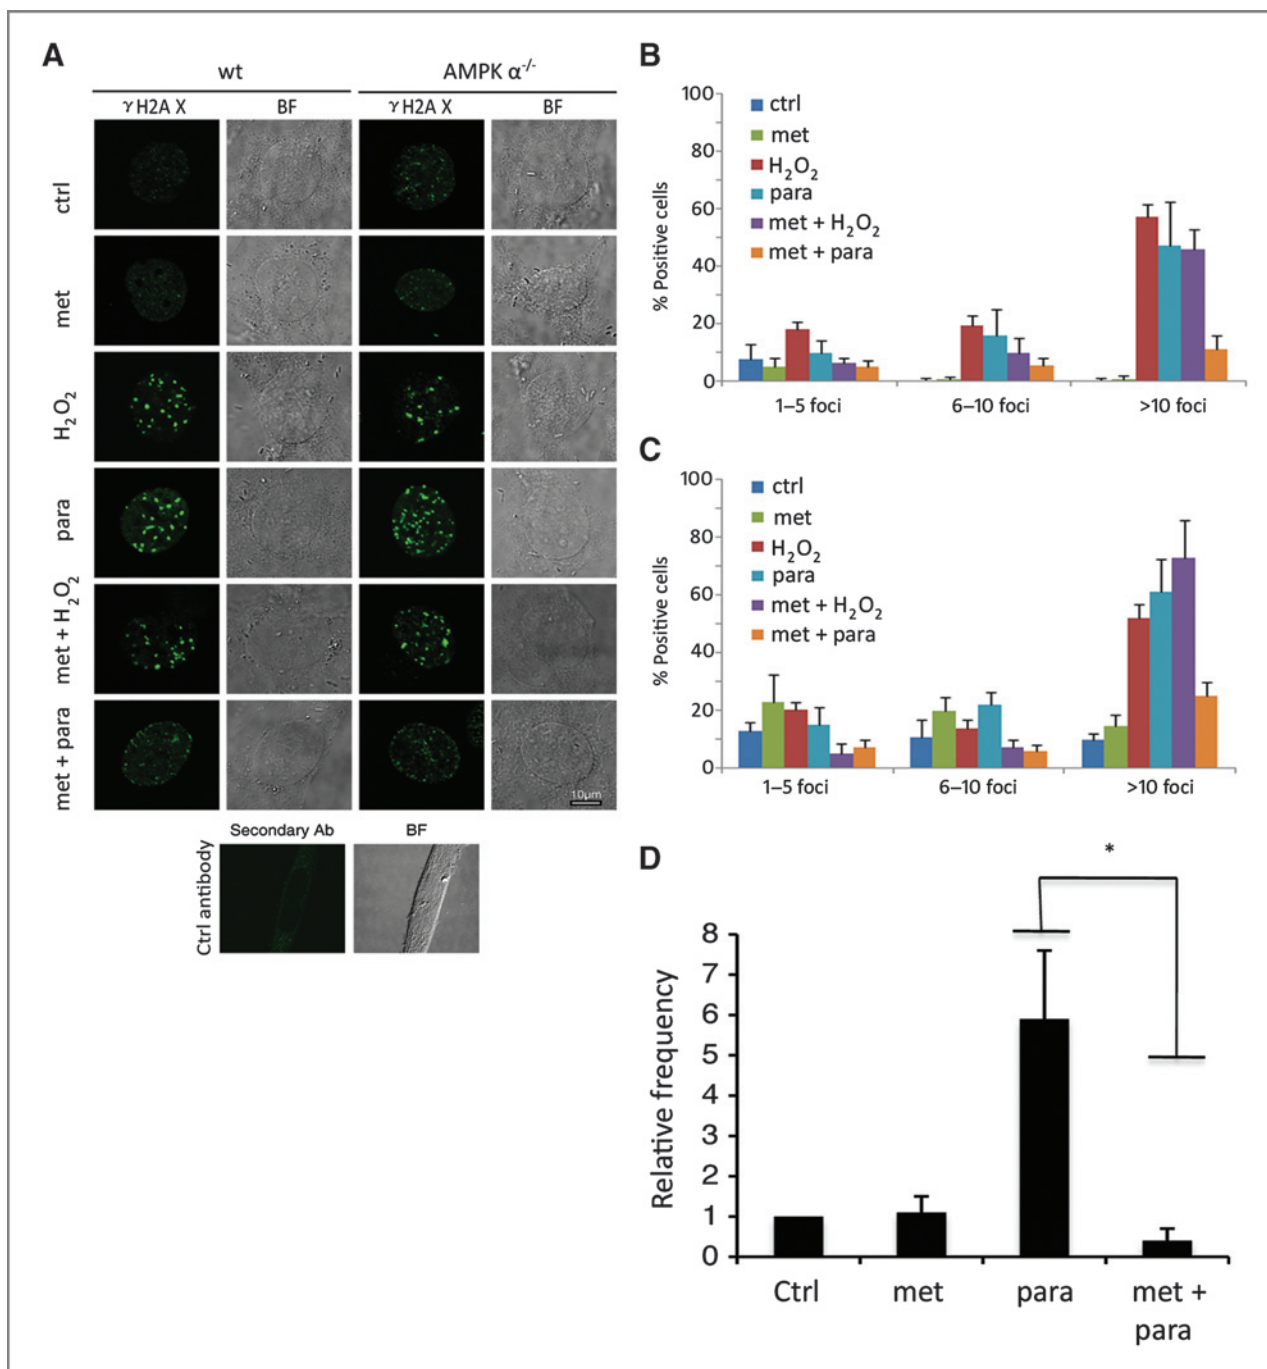 A
wt
AMPK α-/-
γ H2A X
BF
γ H2A X
BF
ctrl
met
H2O2
para
met + H2O2
met + para
10μm
Secondary Ab
BF
Ctrl antibody
B
% Positive cells
100
80
60
40
20
0
ctrl
met
H2O2
para
met + H2O2
met + para
1–5 foci
6–10 foci
>10 foci
C
% Positive cells
100
80
60
40
20
0
ctrl
met
H2O2
para
met + H2O2
met + para
1–5 foci
6–10 foci
>10 foci
D
*
Relative frequency
8
7
6
5
4
3
2
1
0
Ctrl
met
para
met +
para